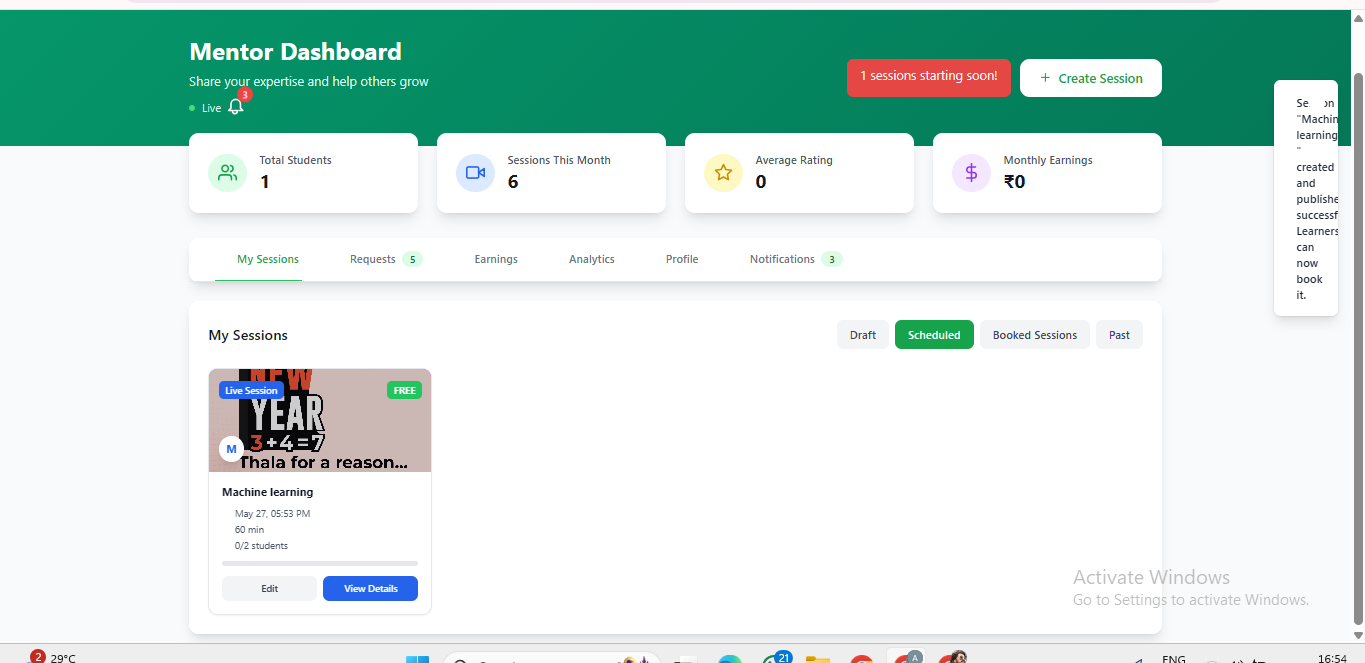 Mentor Dashboard
Share your expertise and help others grow
Live
3
1 sessions starting soon!
+ Create Session
Total Students
1
Sessions This Month
6
Average Rating
0
Monthly Earnings
₹0
My Sessions
Requests 5
Earnings
Analytics
Profile
Notifications 3
My Sessions
Draft
Scheduled
Booked Sessions
Past
Live Session
FREE
NEW
YEAR
3+4=7
M
Thala for a reason...
Machine learning
May 27, 05:53 PM
60 min
0/2 students
Edit
View Details
"Machin
learning
"
created
and
publishe
successf
Learners
can
now
book
it.
Activate Windows
Go to Settings to activate Windows.
2
29°C
21
A
ENG
16:54